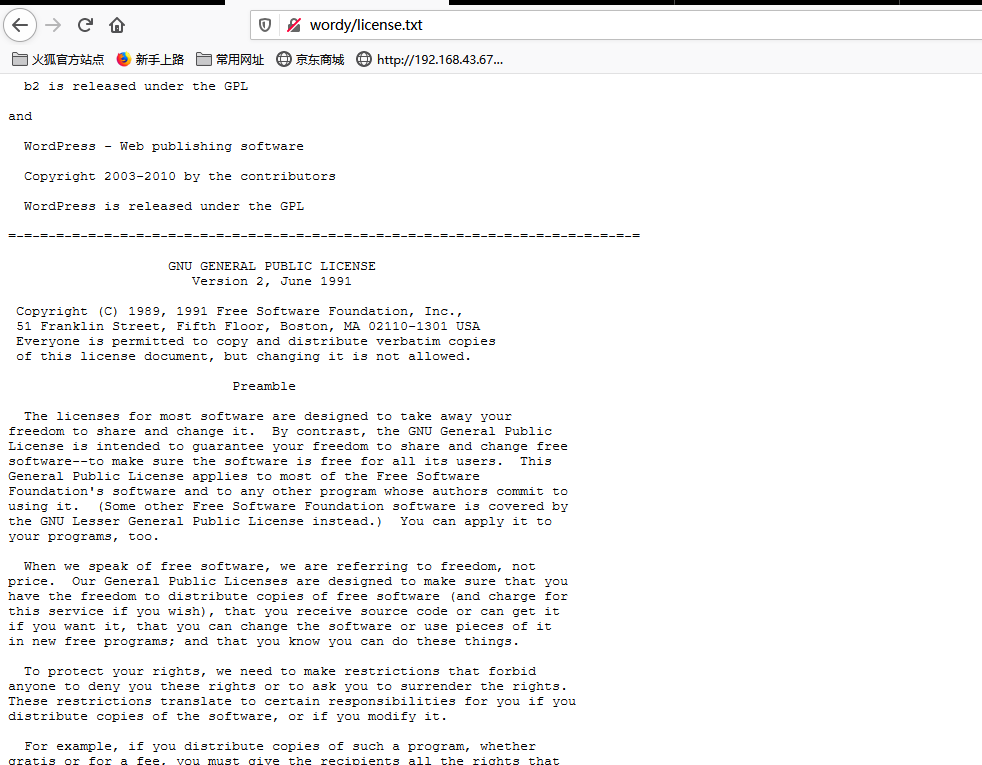 wordy/license.txt
火狐官方站点 新手上路 常用网址 京东商城 http://192.168.43.67...
b2 is released under the GPL
and
WordPress - Web publishing software
Copyright 2003-2010 by the contributors
WordPress is released under the GPL
=-=-=-=-=-=-=-=-=-=-=-=-=-=-=-=-=-=-=-=-=-=-=-=-=-=-=-=-=-=-=-=-=-=-=-=-=-=-=-=
GNU GENERAL PUBLIC LICENSE
Version 2, June 1991
Copyright (C) 1989, 1991 Free Software Foundation, Inc.,
51 Franklin Street, Fifth Floor, Boston, MA 02110-1301 USA
Everyone is permitted to copy and distribute verbatim copies
of this license document, but changing it is not allowed.
Preamble
The licenses for most software are designed to take away your
freedom to share and change it.  By contrast, the GNU General Public
License is intended to guarantee your freedom to share and change free
software--to make sure the software is free for all its users.  This
General Public License applies to most of the Free Software
Foundation's software and to any other program whose authors commit to
using it.  (Some other Free Software Foundation software is covered by
the GNU Lesser General Public License instead.)  You can apply it to
your programs, too.
When we speak of free software, we are referring to freedom, not
price.  Our General Public Licenses are designed to make sure that you
have the freedom to distribute copies of free software (and charge for
this service if you wish), that you receive source code or can get it
if you want it, that you can change the software or use pieces of it
in new free programs; and that you know you can do these things.
To protect your rights, we need to make restrictions that forbid
anyone to deny you these rights or to ask you to surrender the rights.
These restrictions translate to certain responsibilities for you if you
distribute copies of the software, or if you modify it.
For example, if you distribute copies of such a program, whether
gratis or for a fee, you must give the recipients all the rights that